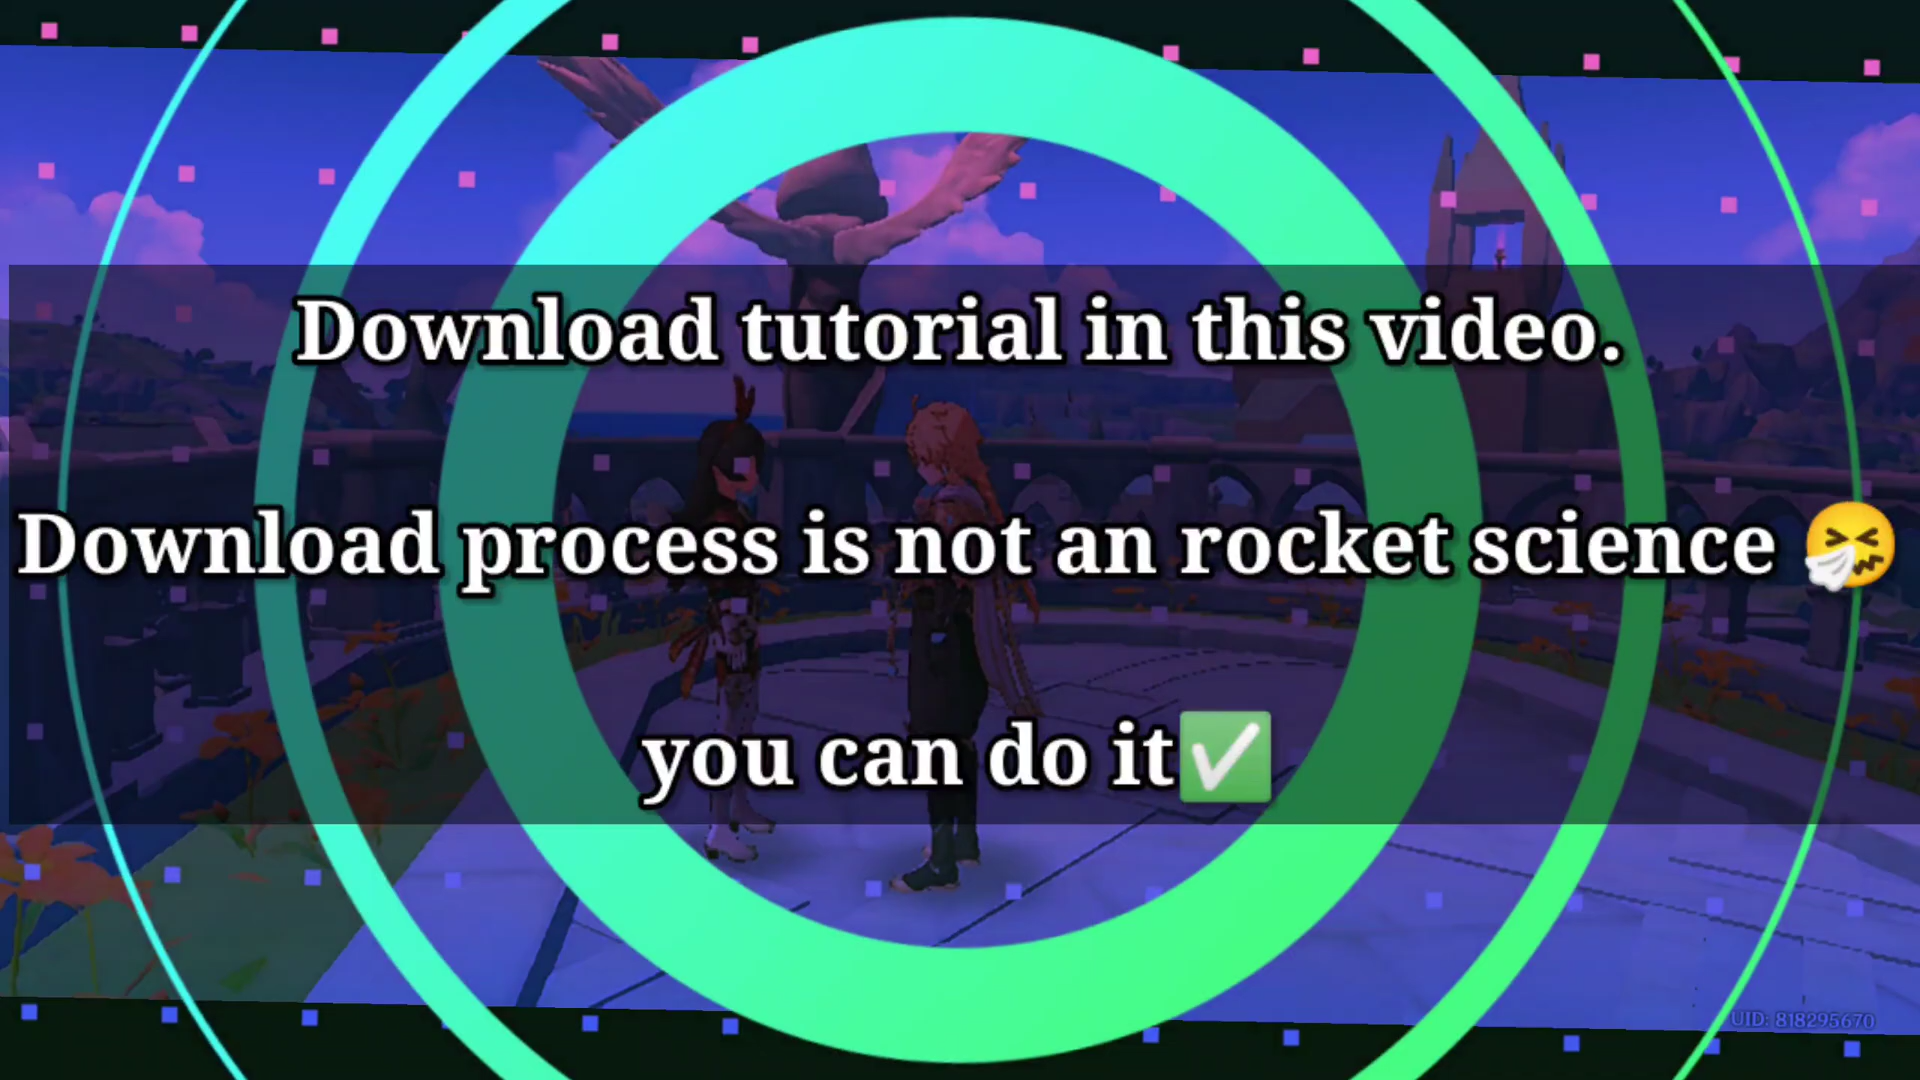 Download tutorial in this video.
Download process is not an rocket science 🤧
you can do it✅
UID: 818295670